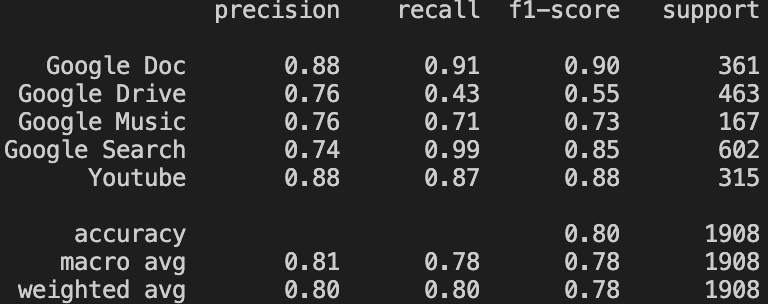 precision recall f1-score support
Google Doc 0.88 0.91 0.90 361
Google Drive 0.76 0.43 0.55 463
Google Music 0.76 0.71 0.73 167
Google Search 0.74 0.99 0.85 602
Youtube 0.88 0.87 0.88 315
accuracy 0.80 1908
macro avg 0.81 0.78 0.78 1908
weighted avg 0.80 0.80 0.78 1908